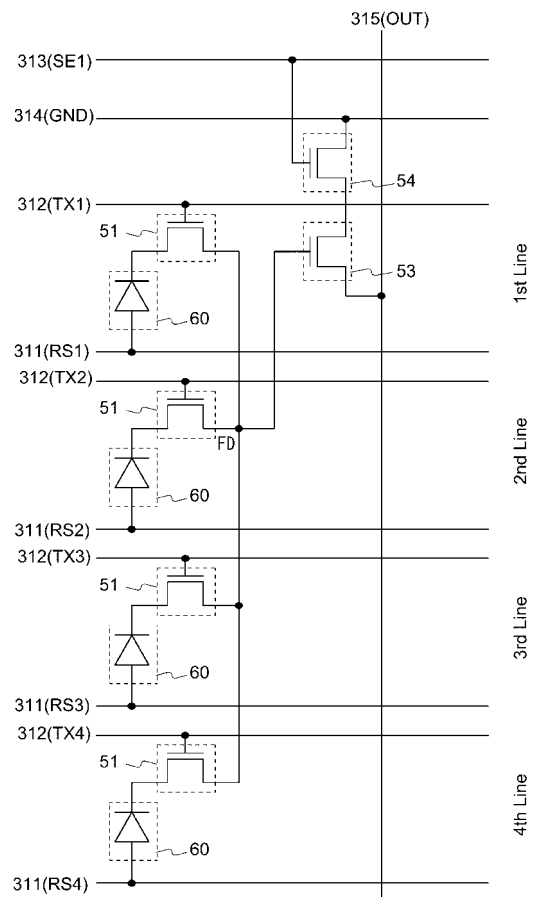 315(OUT)
313(SE1)
314(GND)
54
312(TX1)
51
53
60
1st Line
311(RS1)
312(TX2)
51
FD
60
2nd Line
311(RS2)
312(TX3)
51
60
3rd Line
311(RS3)
312(TX4)
51
60
4th Line
311(RS4)